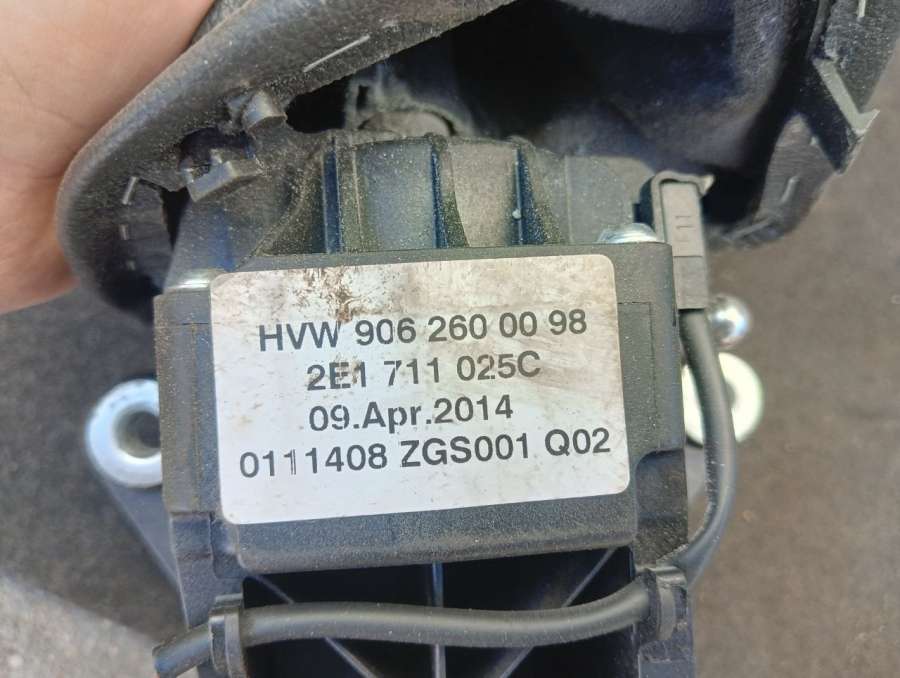 HVW 906 260 00 98
2E1 711 025C
09.Apr.2014
0111408 ZGS001 Q02